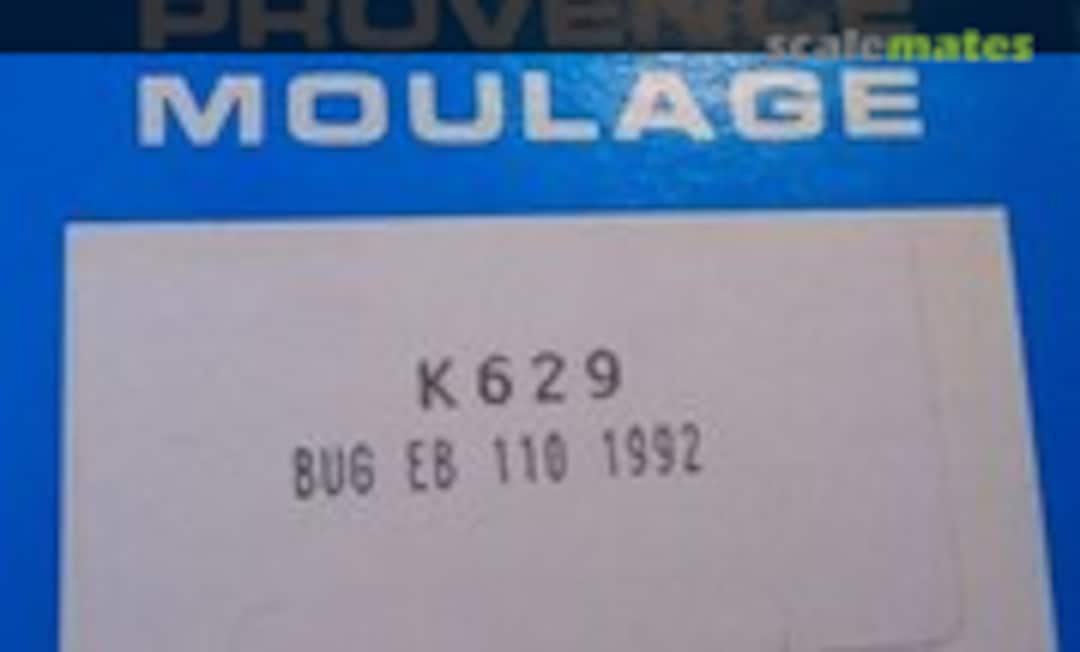 PROVENCE
scalemates
MOULAGE
K629
BUG EB 110 1992